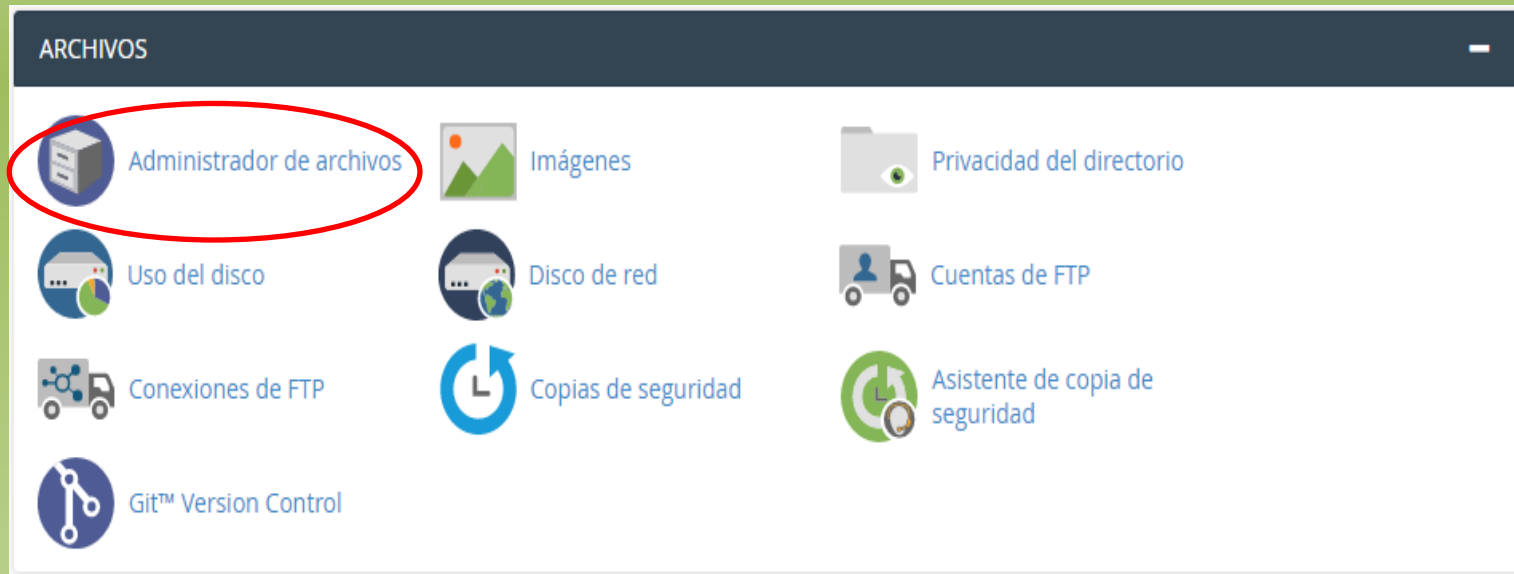 ARCHIVOS
Administrador de archivos
Imágenes
Privacidad del directorio
Uso del disco
Disco de red
Cuentas de FTP
Conexiones de FTP
Copias de seguridad
Asistente de copia de
seguridad
Git™ Version Control